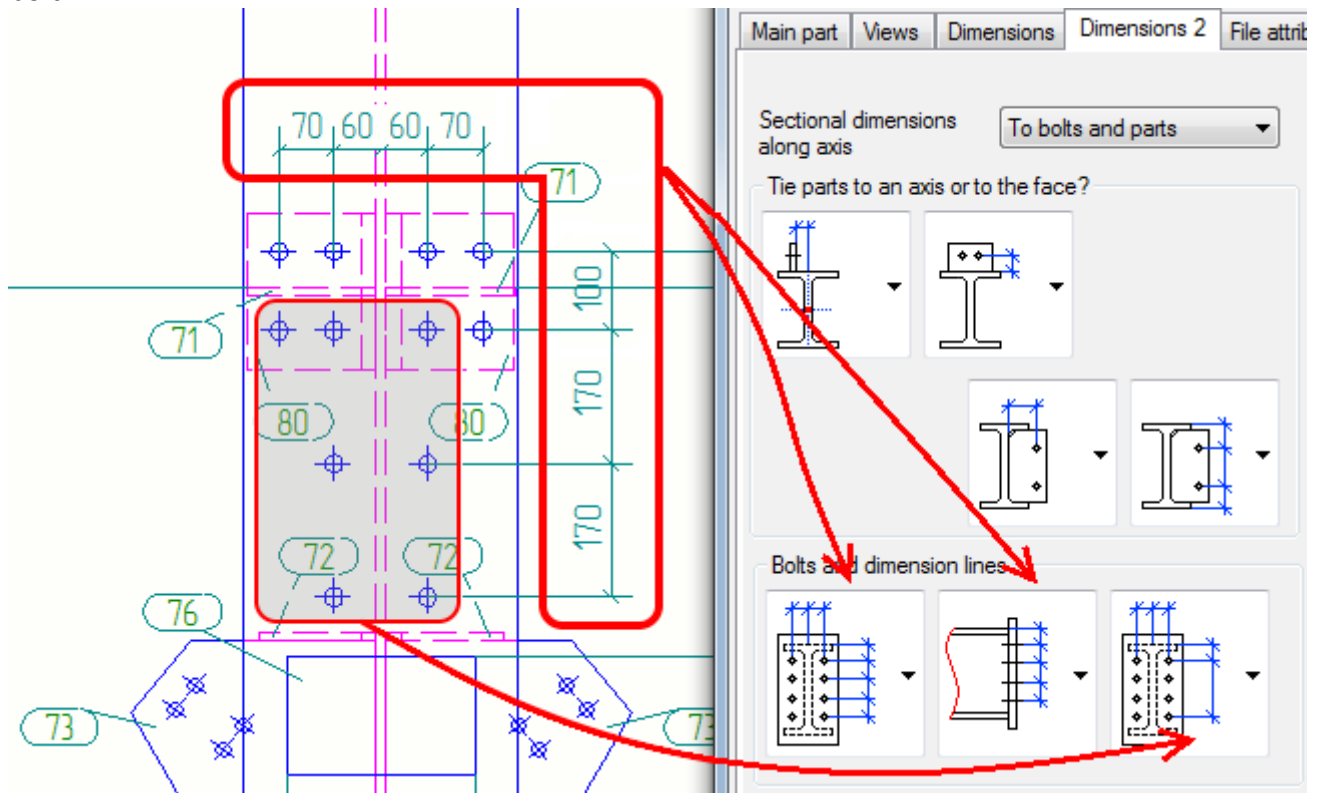 Main part Views Dimensions Dimensions 2 File attrib
70 60 60 70
Sectional dimensions
along axis
To bolts and parts
71
Tie parts to an axis or to the face?
100
71
170
80 80
170
72 72
Bolts and dimension lines
76
73 73